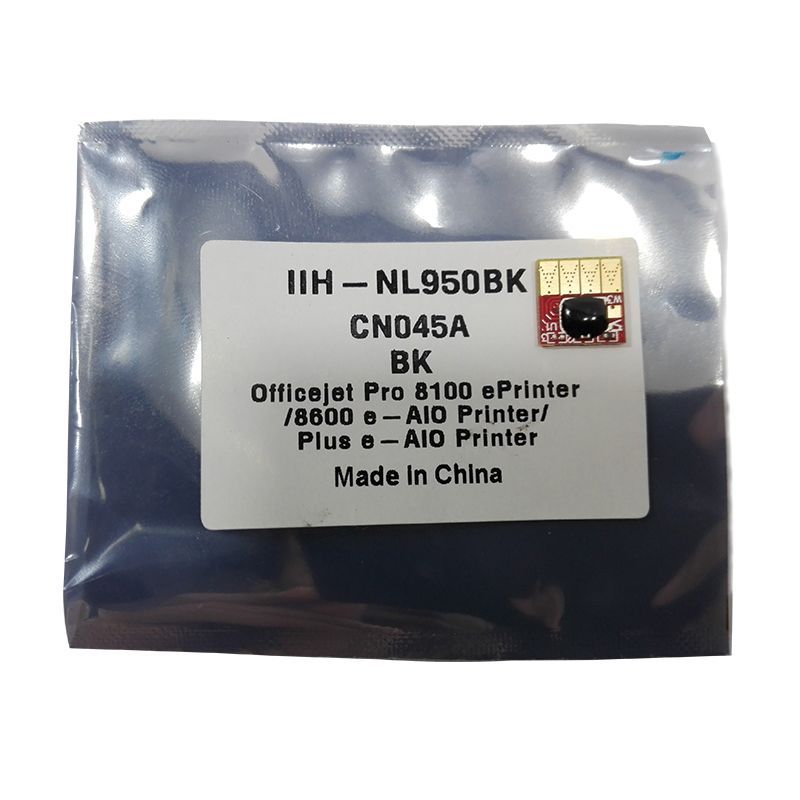 IIH－NL950BK
CN045A
BK
Officejet Pro 8100 ePrinter
/8600 e－AIO Printer/
Plus e－AIO Printer
Made in China